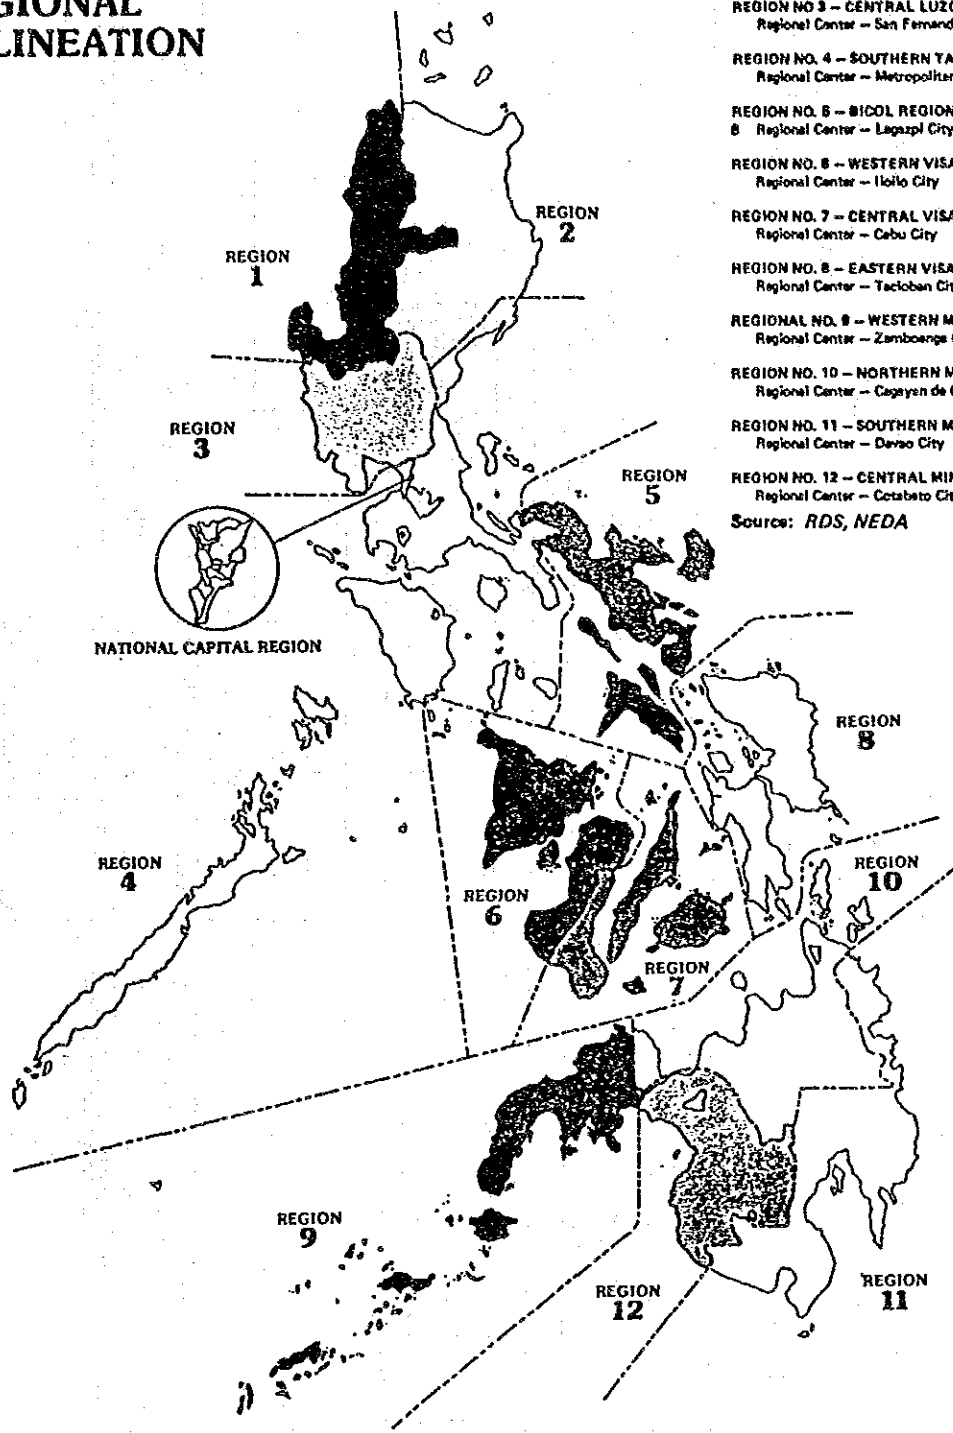 GIONAL
LINEATION
REGION NO 3 – CENTRAL LUZO
Regional Center – San Fernand
REGION NO. 4 – SOUTHERN TA
Regional Center – Metropolitan
REGION NO. 5 – BICOL REGION
8 Regional Center – Legazpi City
REGION NO. 6 – WESTERN VISA
Regional Center – Iloilo City
REGION NO. 7 – CENTRAL VISA
Regional Center – Cebu City
REGION NO. 8 – EASTERN VISA
Regional Center – Tacloban Cit
REGIONAL NO. 9 – WESTERN M
Regional Center – Zamboanga
REGION NO. 10 – NORTHERN M
Regional Center – Cagayan de
REGION NO. 11 – SOUTHERN M
Regional Center – Davao City
REGION NO. 12 – CENTRAL MIN
Regional Center – Cotabato Cit
Source: RDS, NEDA
REGION
2
REGION
1
REGION
3
REGION
5
NATIONAL CAPITAL REGION
REGION
8
REGION
4
REGION
10
REGION
6
REGION
7
REGION
9
REGION
12
REGION
11